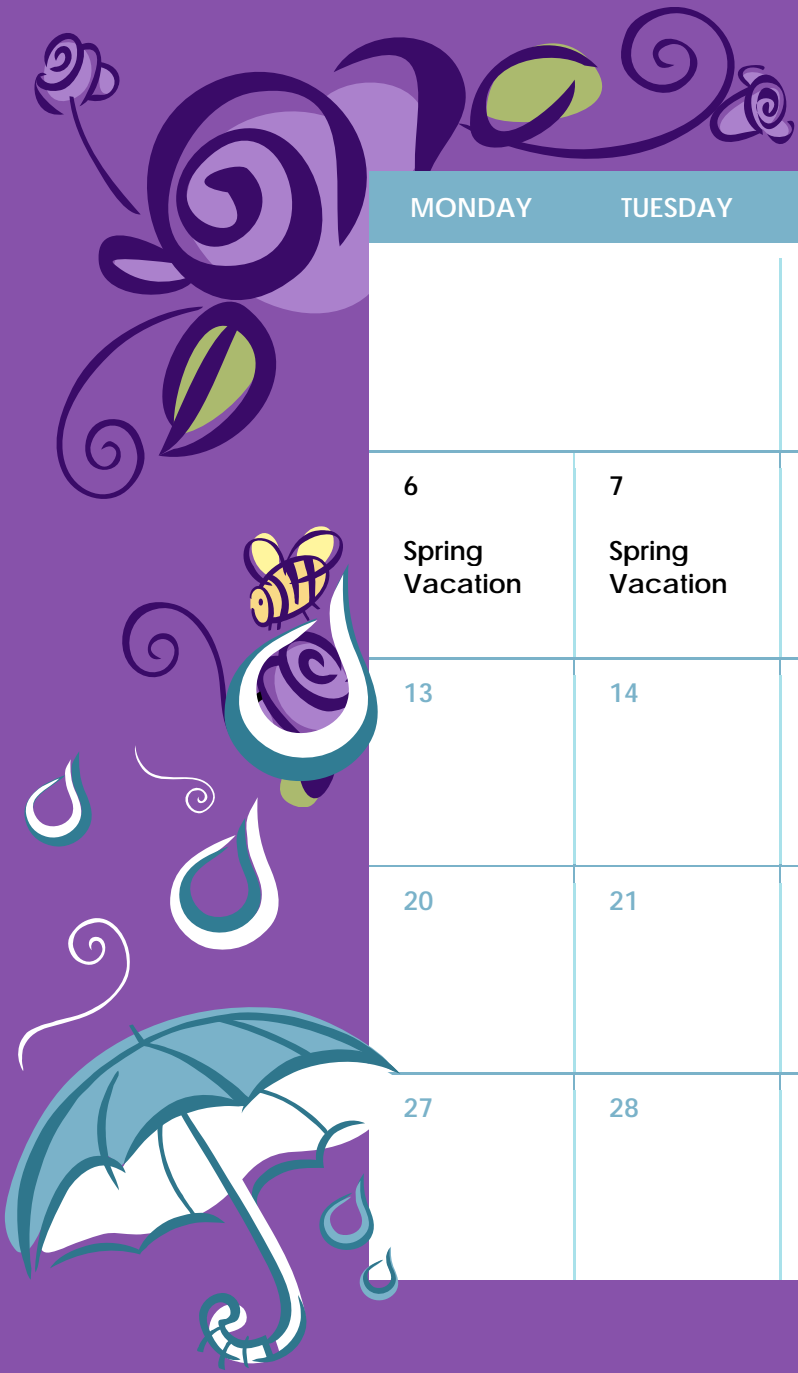 MONDAY TUESDAY
6 7
Spring Spring
Vacation Vacation
13 14
20 21
27 28